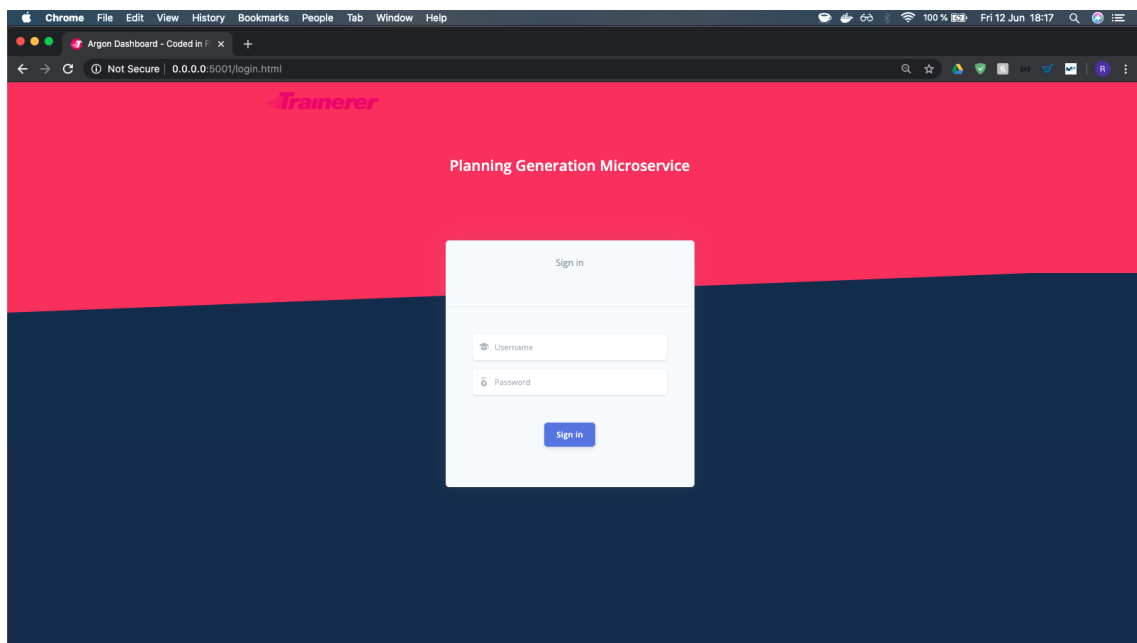 Chrome File Edit View History Bookmarks People Tab Window Help 100 % Fri 12 Jun 18:17
Argon Dashboard - Coded in Fl
Not Secure | 0.0.0.0:5001/login.html R
Trainerer
Planning Generation Microservice
Sign in
Username
Password
Sign in